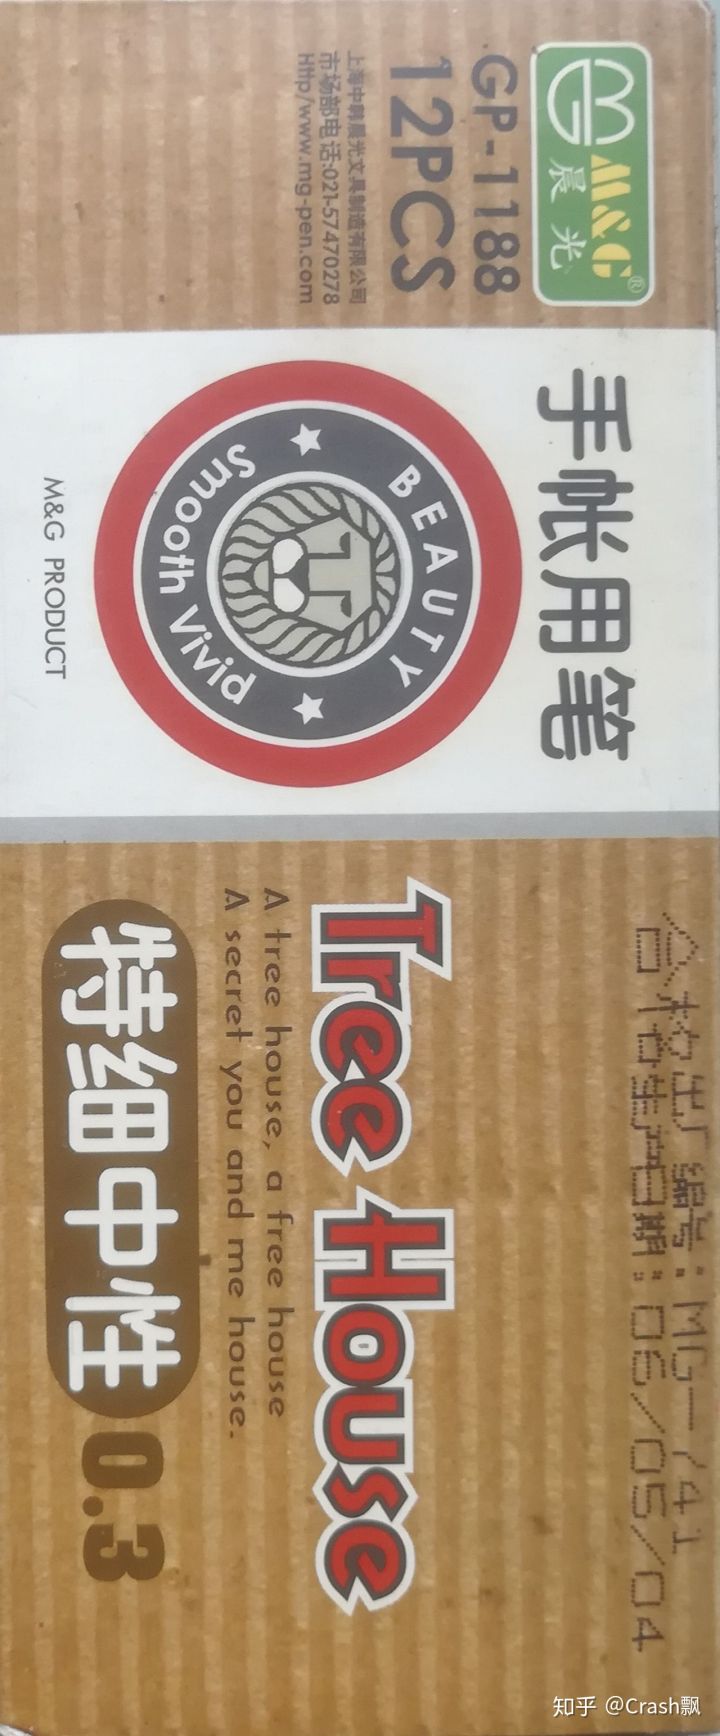 M&G®
晨光
GP-1188
12PCS
上海中韩晨光文具制造有限公司
市场部电话:021-57470278
Http/www.mg-pen.com
手帐用笔
BEAUTY
Smooth Vivid
M&G PRODUCT
合格出厂编号:MG-/41
合格生产日期:06/05/04
Tree House
A tree house, a free house
A secret you and me house.
特细中性 0.3
知乎 @Crash飘